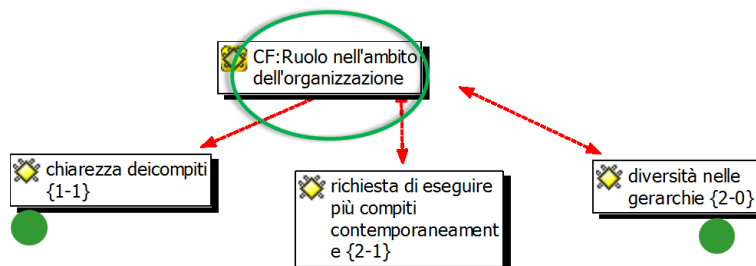 CF:Ruolo nell'ambito
dell'organizzazione
chiarezza deicompiti
{1-1}
richiesta di eseguire
più compiti
contemporaneament
e {2-1}
diversità nelle
gerarchie {2-0}